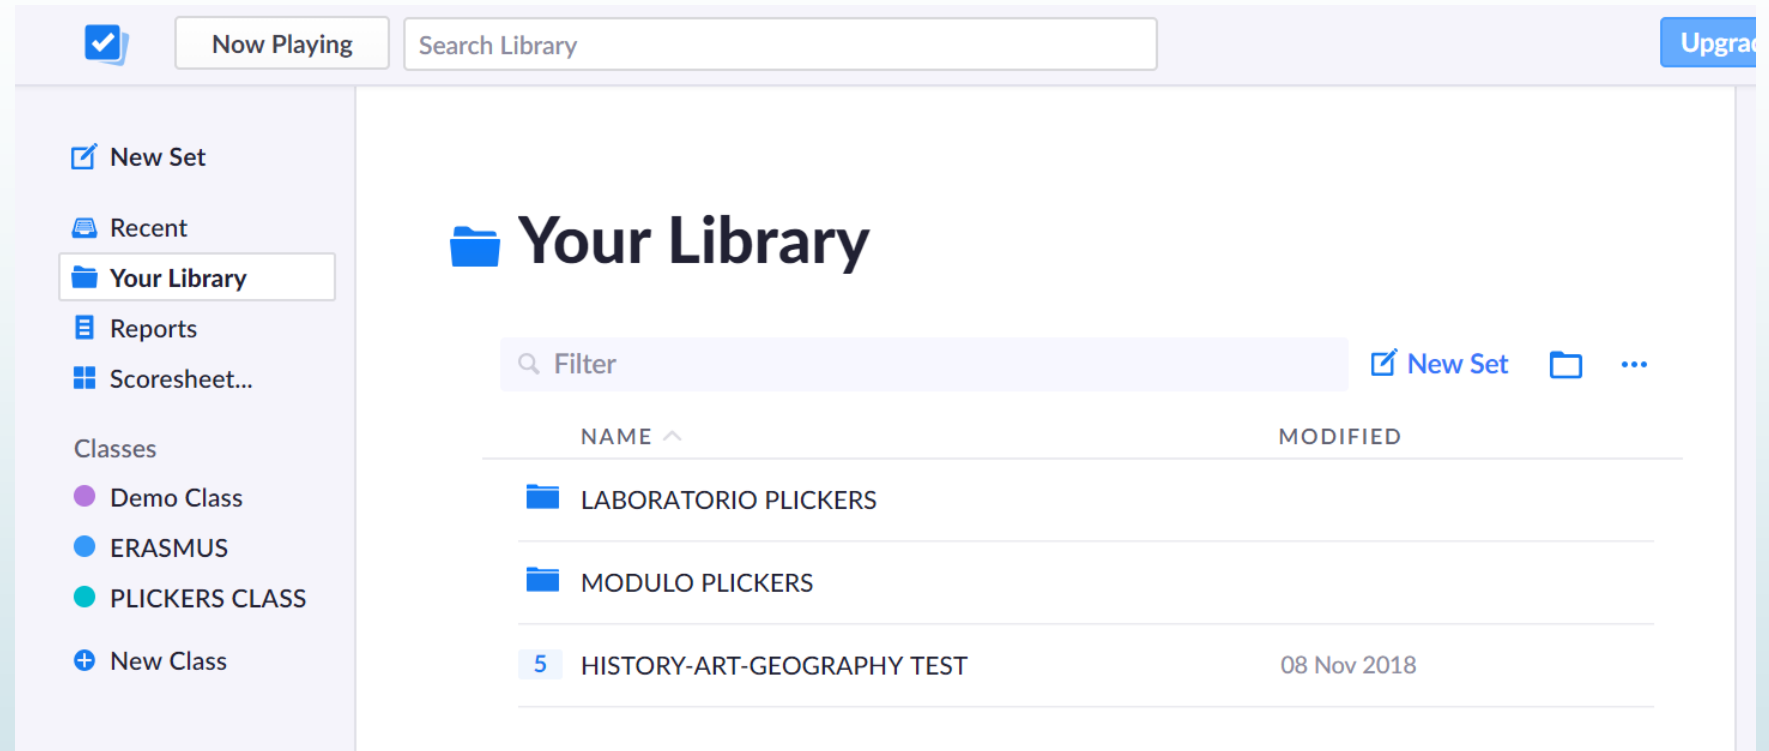 Now Playing
Search Library
Upgrad
New Set
Recent
Your Library
Reports
Scoresheet...
Classes
Demo Class
ERASMUS
PLICKERS CLASS
New Class
Your Library
Filter
New Set
NAME
MODIFIED
LABORATORIO PLICKERS
MODULO PLICKERS
5 HISTORY-ART-GEOGRAPHY TEST 08 Nov 2018